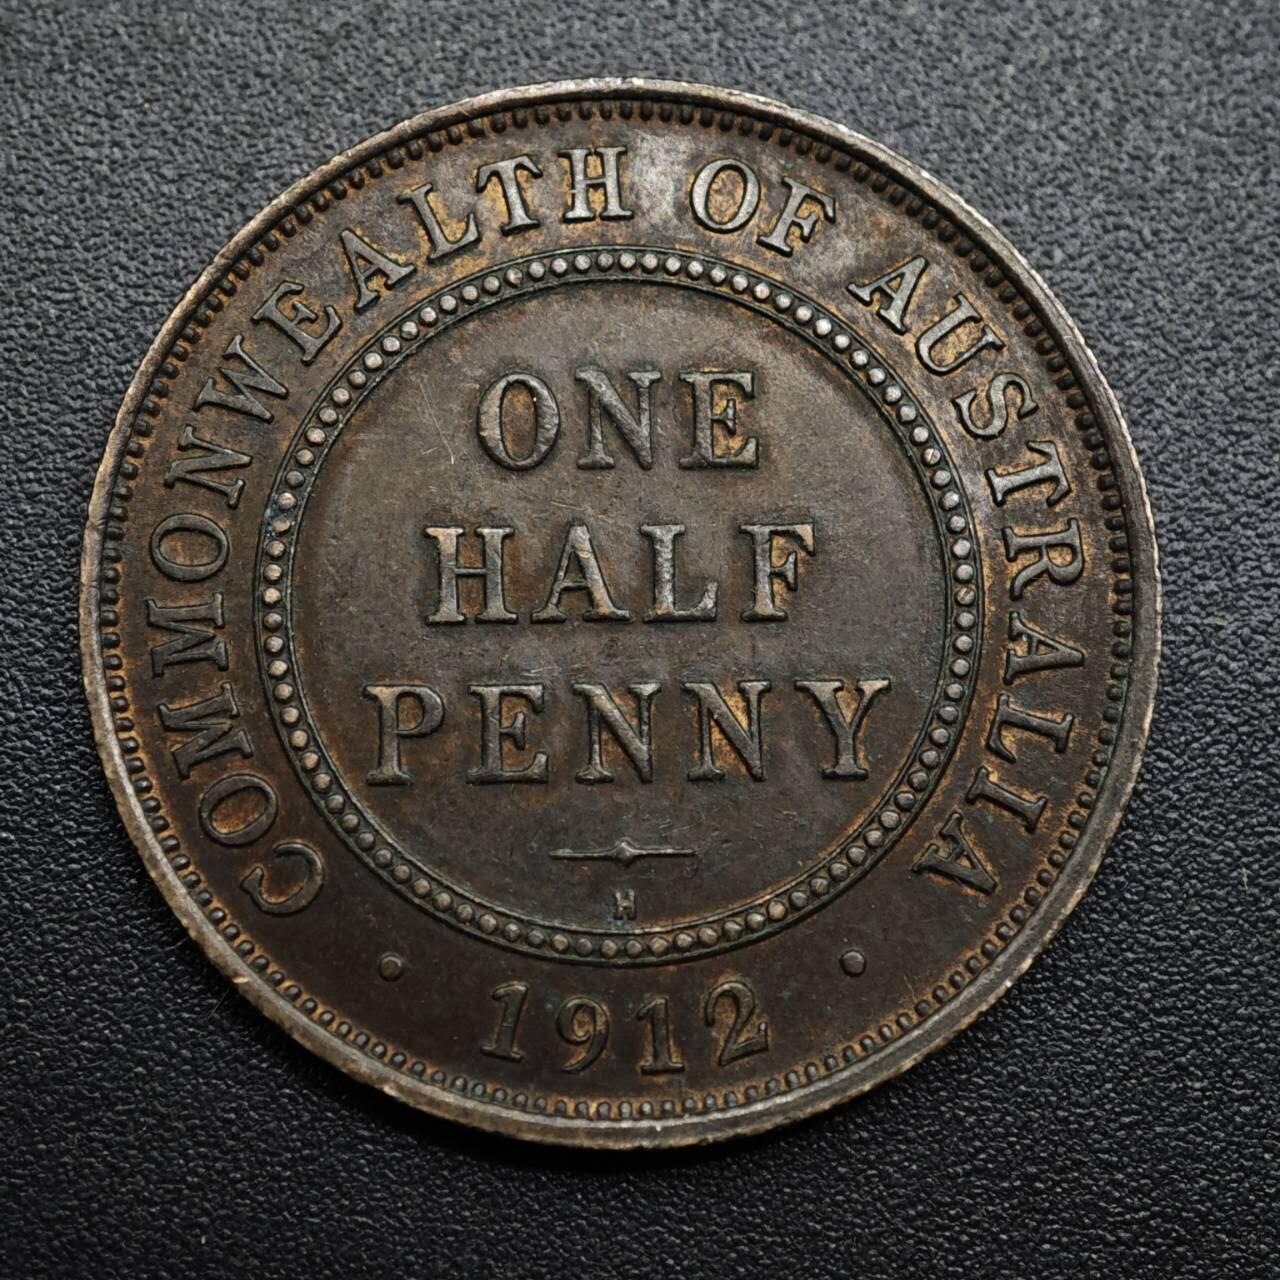 COMMONWEALTH OF AUSTRALIA
ONE
HALF
PENNY
H
· 1912 ·